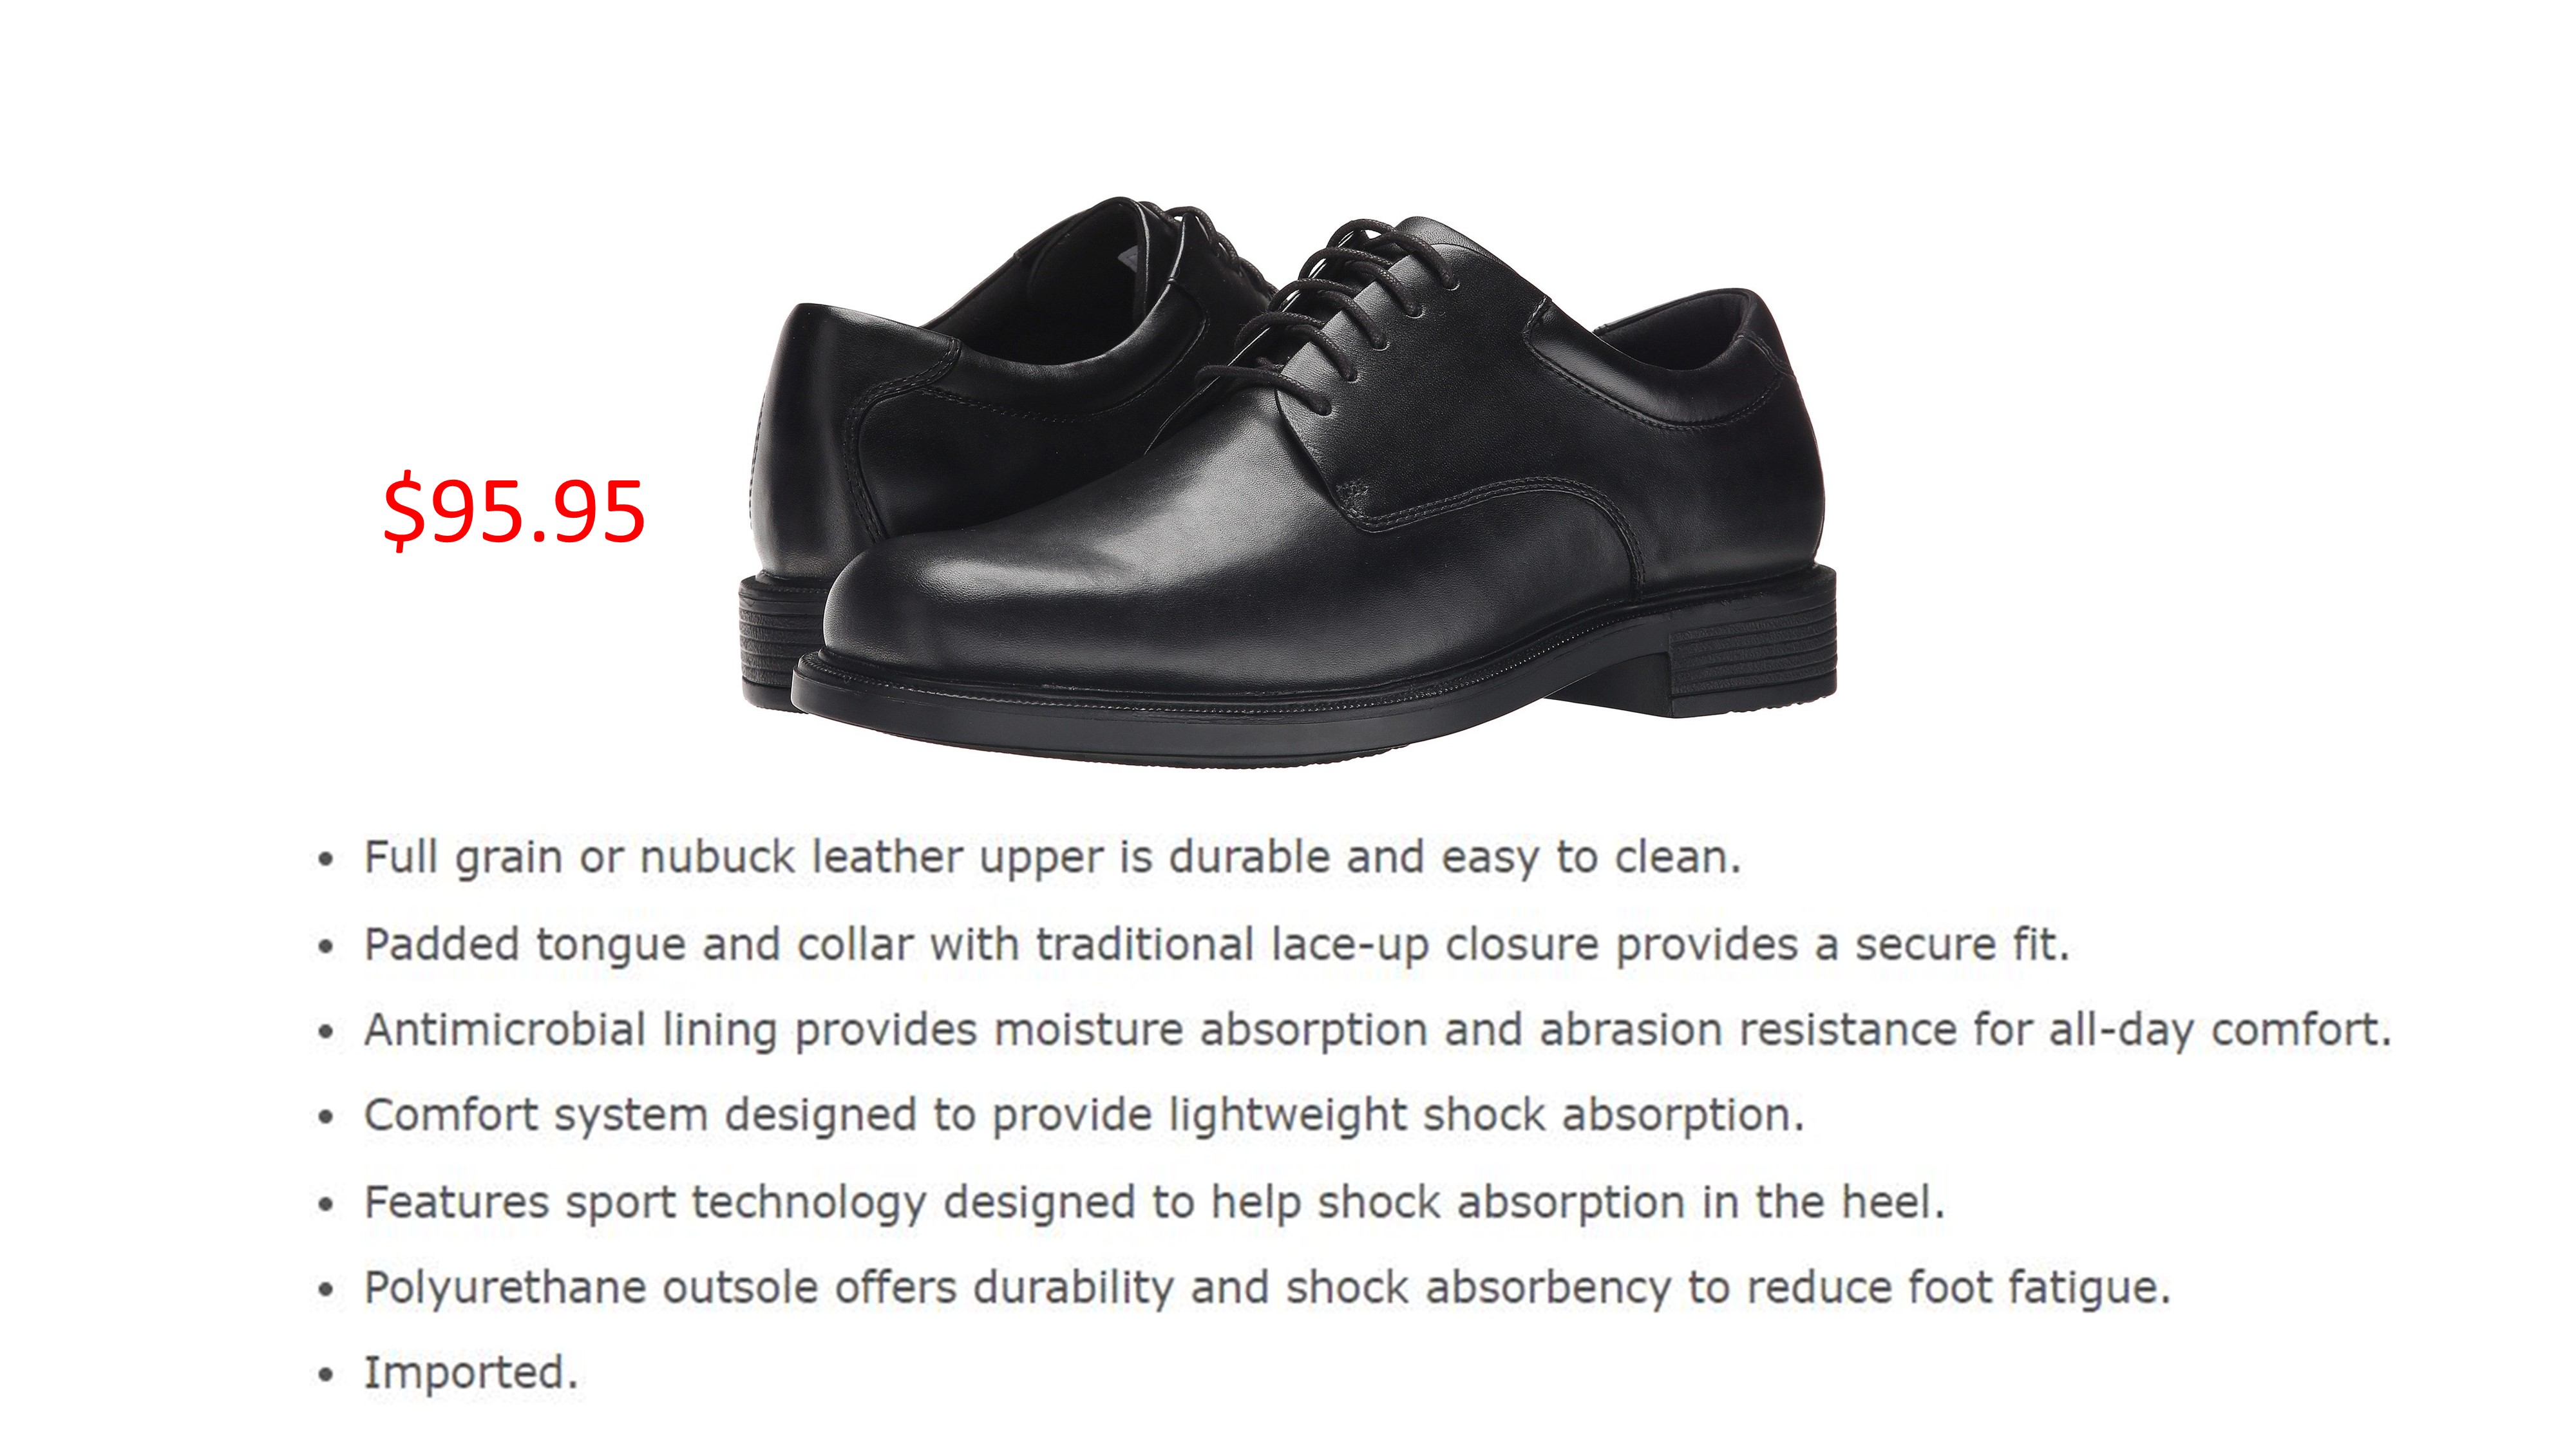 $95.95
• Full grain or nubuck leather upper is durable and easy to clean.
• Padded tongue and collar with traditional lace-up closure provides a secure fit.
• Antimicrobial lining provides moisture absorption and abrasion resistance for all-day comfort.
• Comfort system designed to provide lightweight shock absorption.
• Features sport technology designed to help shock absorption in the heel.
• Polyurethane outsole offers durability and shock absorbency to reduce foot fatigue.
• Imported.